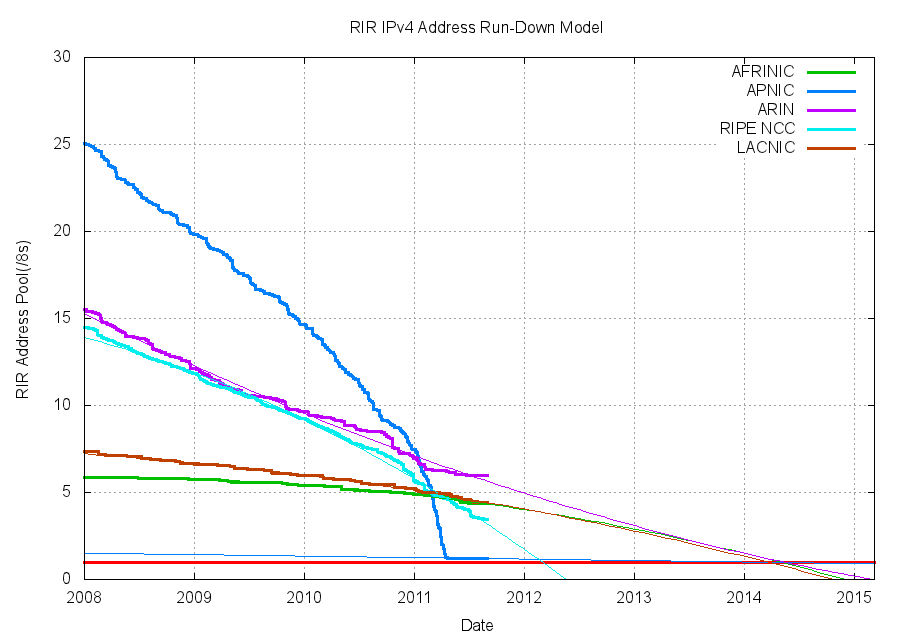 RIR IPv4 Address Run-Down Model
30
25
20
15
10
5
0
RIR Address Pool(/8s)
AFRINIC
APNIC
ARIN
RIPE NCC
LACNIC
2008 2009 2010 2011 2012 2013 2014 2015
Date